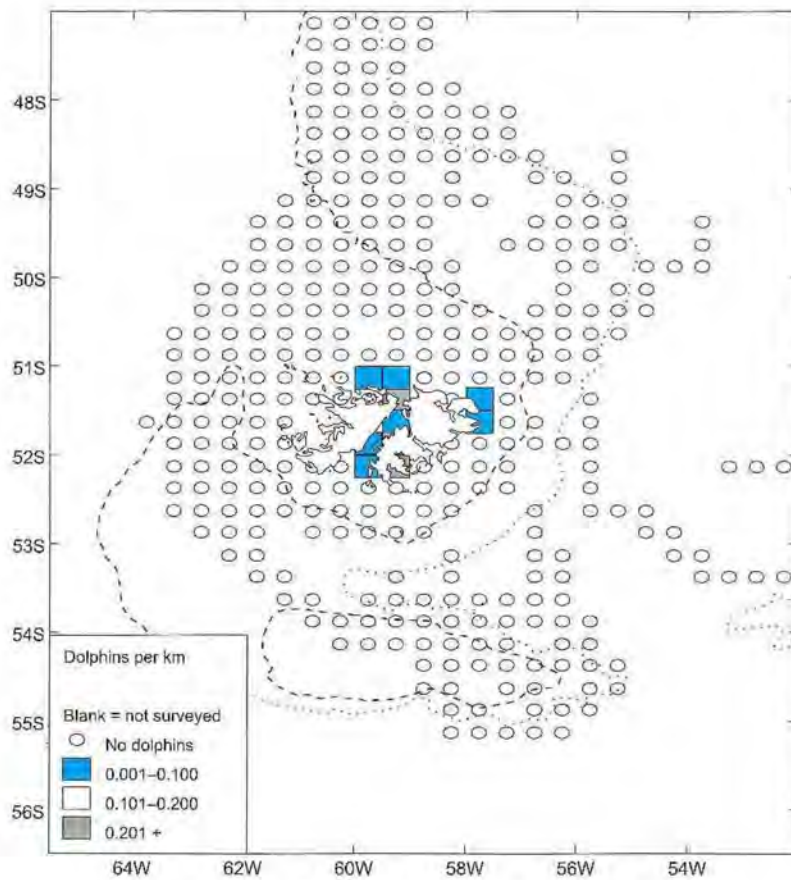 48S
49S
50S
51S
52S
53S
54S
55S
56S
Dolphins per km
Blank = not surveyed
No dolphins
0.001–0.100
0.101–0.200
0.201 +
64W 62W 60W 58W 56W 54W